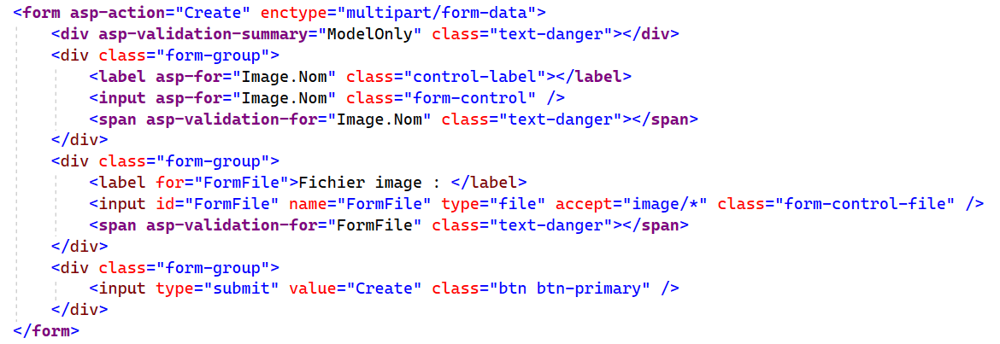 <form asp-action="Create" enctype="multipart/form-data">
    <div asp-validation-summary="ModelOnly" class="text-danger"></div>
    <div class="form-group">
        <label asp-for="Image.Nom" class="control-label"></label>
        <input asp-for="Image.Nom" class="form-control" />
        <span asp-validation-for="Image.Nom" class="text-danger"></span>
    </div>
    <div class="form-group">
        <label for="FormFile">Fichier image : </label>
        <input id="FormFile" name="FormFile" type="file" accept="image/*" class="form-control-file" />
        <span asp-validation-for="FormFile" class="text-danger"></span>
    </div>
    <div class="form-group">
        <input type="submit" value="Create" class="btn btn-primary" />
    </div>
</form>